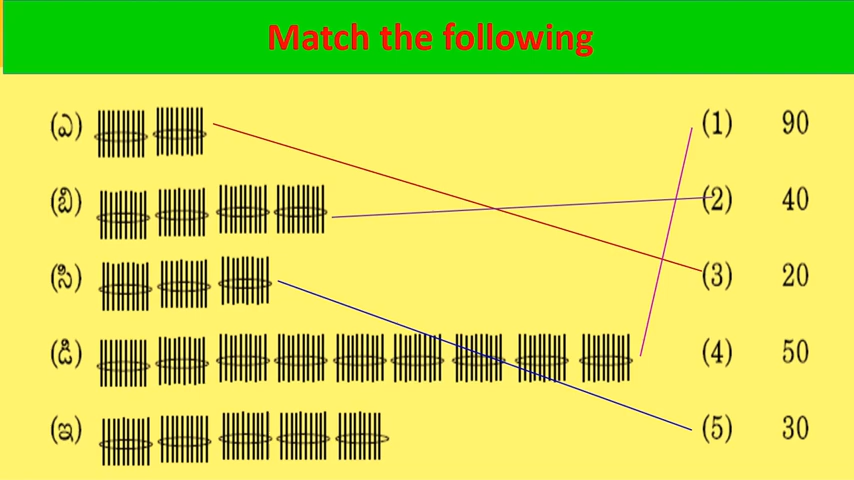 Match the following
(ಎ) (1) 90
(ಬಿ) (2) 40
(ಸಿ) (3) 20
(ಡಿ) (4) 50
(ಇ) (5) 30